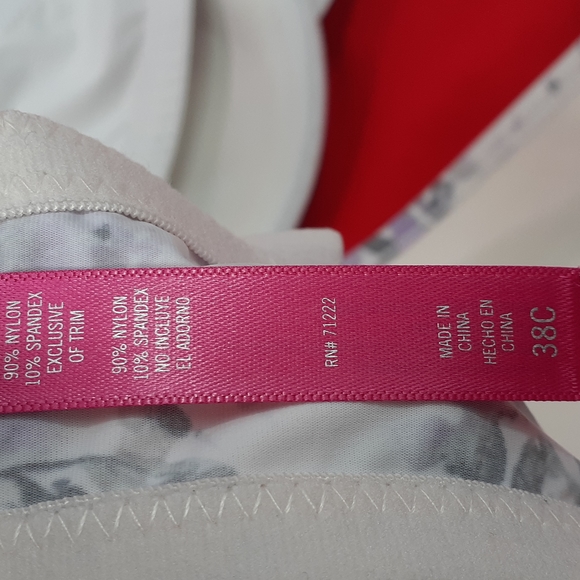 90% NYLON
10% SPANDEX
EXCLUSIVE
OF TRIM
90% NYLON
10% SPANDEX
NO INCLUYE
EL ADORNO
RN# 71222
MADE IN
CHINA
HECHO EN
CHINA
38C